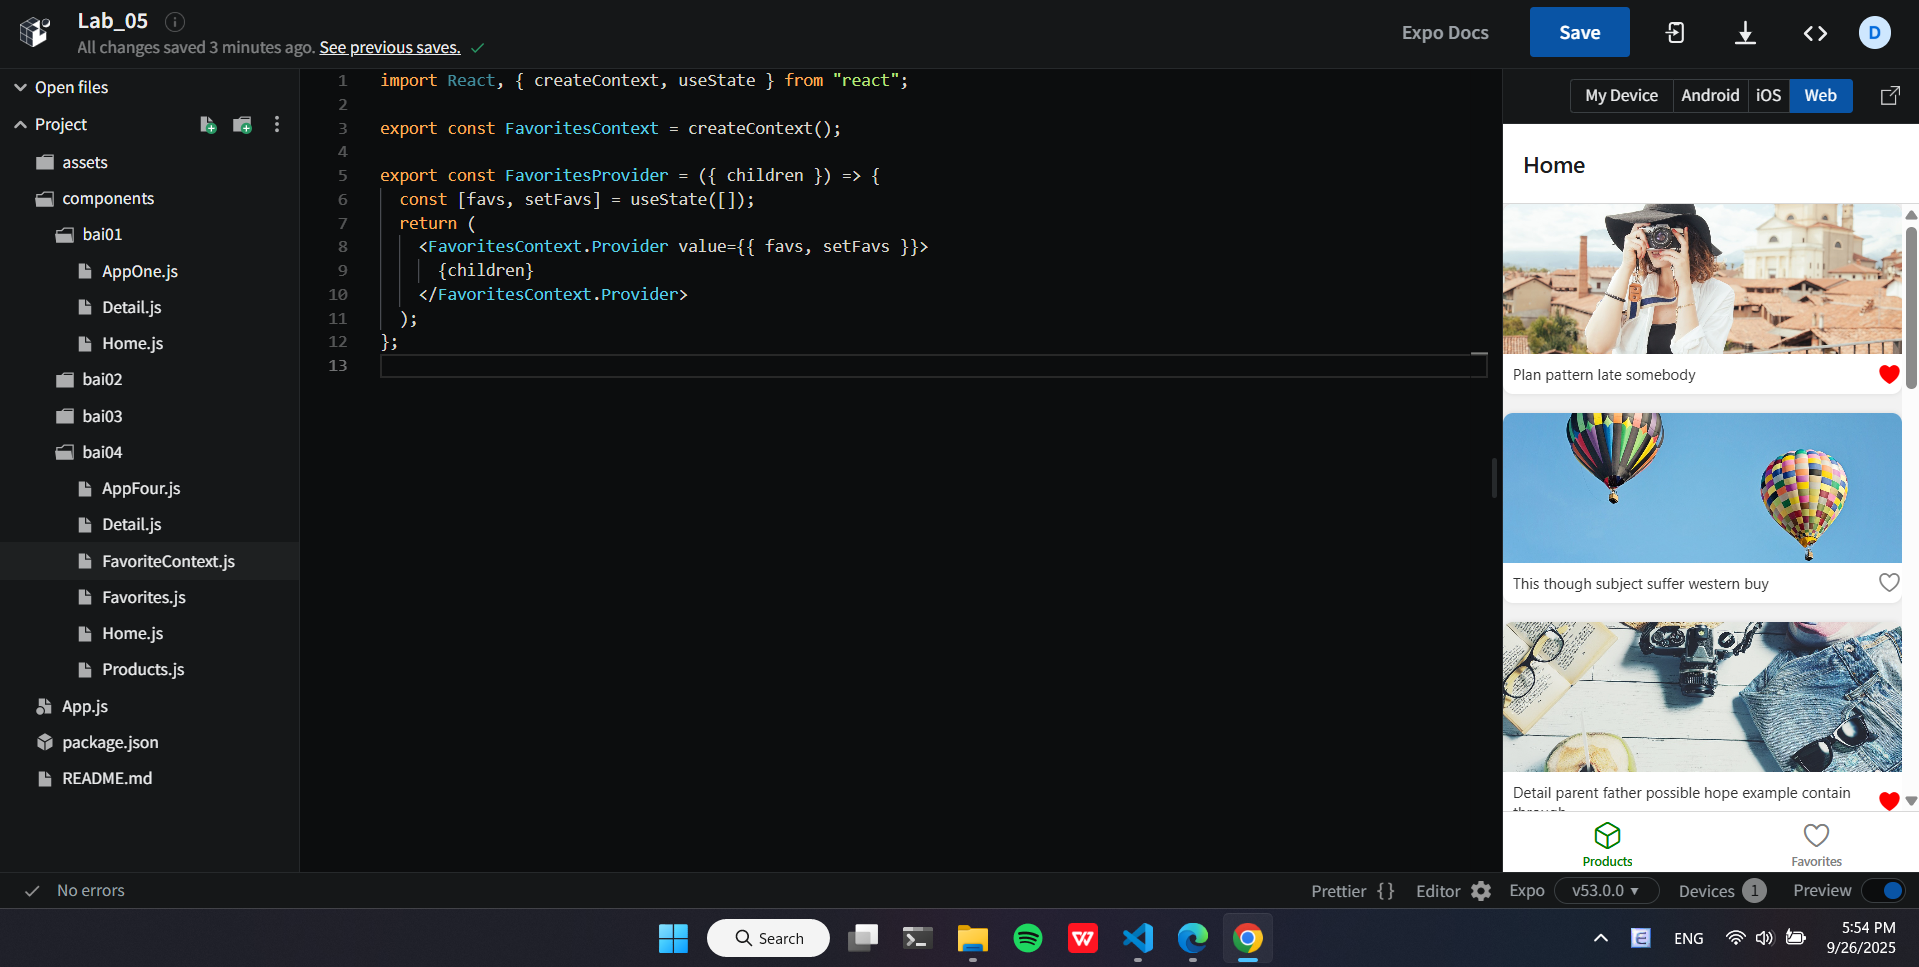 Lab_05
All changes saved 3 minutes ago. See previous saves.
Expo Docs
Save
D
Open files
Project
assets
components
bai01
AppOne.js
Detail.js
Home.js
bai02
bai03
bai04
AppFour.js
Detail.js
FavoriteContext.js
Favorites.js
Home.js
Products.js
App.js
package.json
README.md
1 import React, { createContext, useState } from "react";
2
3 export const FavoritesContext = createContext();
4
5 export const FavoritesProvider = ({ children }) => {
6 const [favs, setFavs] = useState([]);
7 return (
8 <FavoritesContext.Provider value={{ favs, setFavs }}>
9 {children}
10 </FavoritesContext.Provider>
11 );
12 };
13
My Device Android iOS Web
Home
Plan pattern late somebody
This though subject suffer western buy
Detail parent father possible hope example contain
through
Products
Favorites
No errors
Prettier {} Editor Expo v53.0.0 Devices 1 Preview
Search
ENG
5:54 PM
9/26/2025